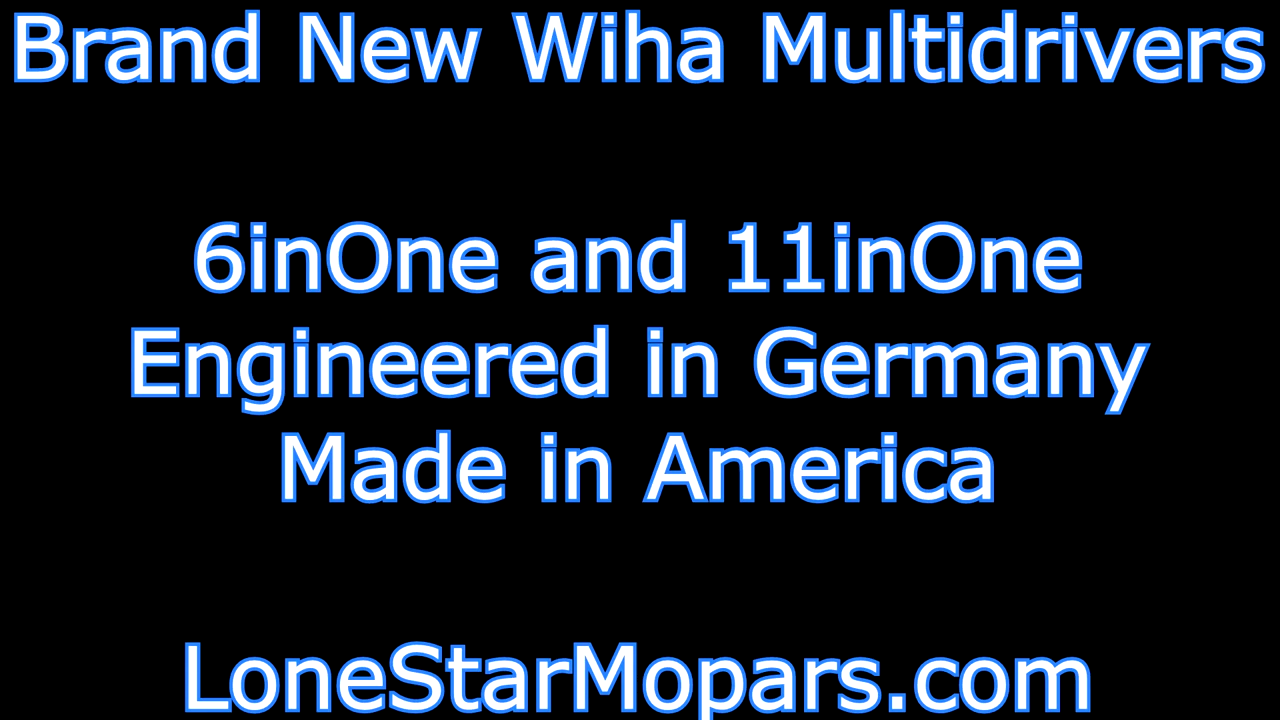 Brand New Wiha Multidrivers
6inOne and 11inOne
Engineered in Germany
Made in America
LoneStarMopars.com